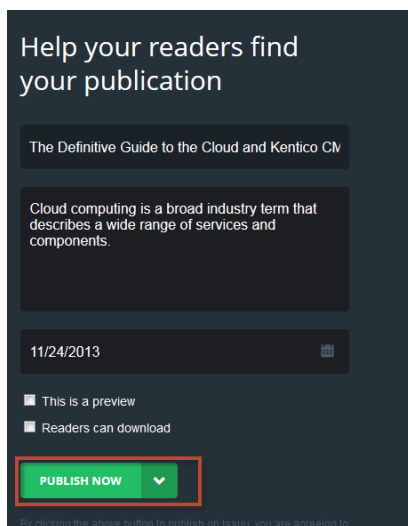 Help your readers find
your publication
The Definitive Guide to the Cloud and Kentico CM
Cloud computing is a broad industry term that
describes a wide range of services and
components.
11/24/2013
This is a preview
Readers can download
PUBLISH NOW
By clicking the above button to publish on Issuu, you are agreeing to